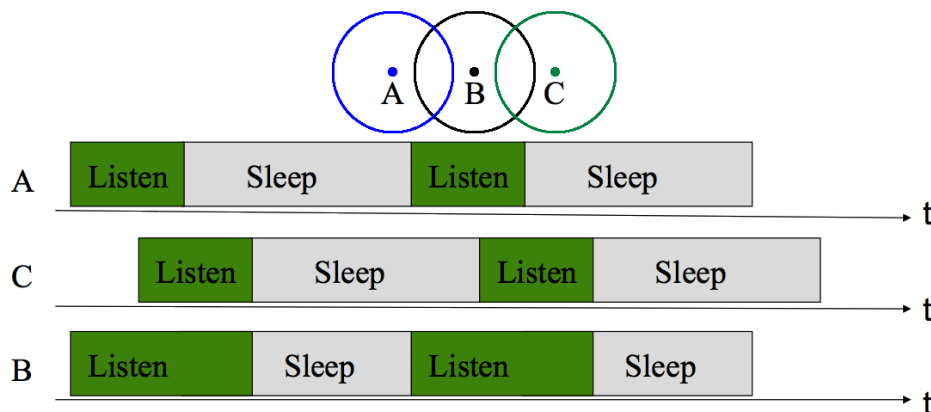 A B C
A Listen Sleep Listen Sleep
t
C Listen Sleep Listen Sleep
t
B Listen Sleep Listen Sleep
t